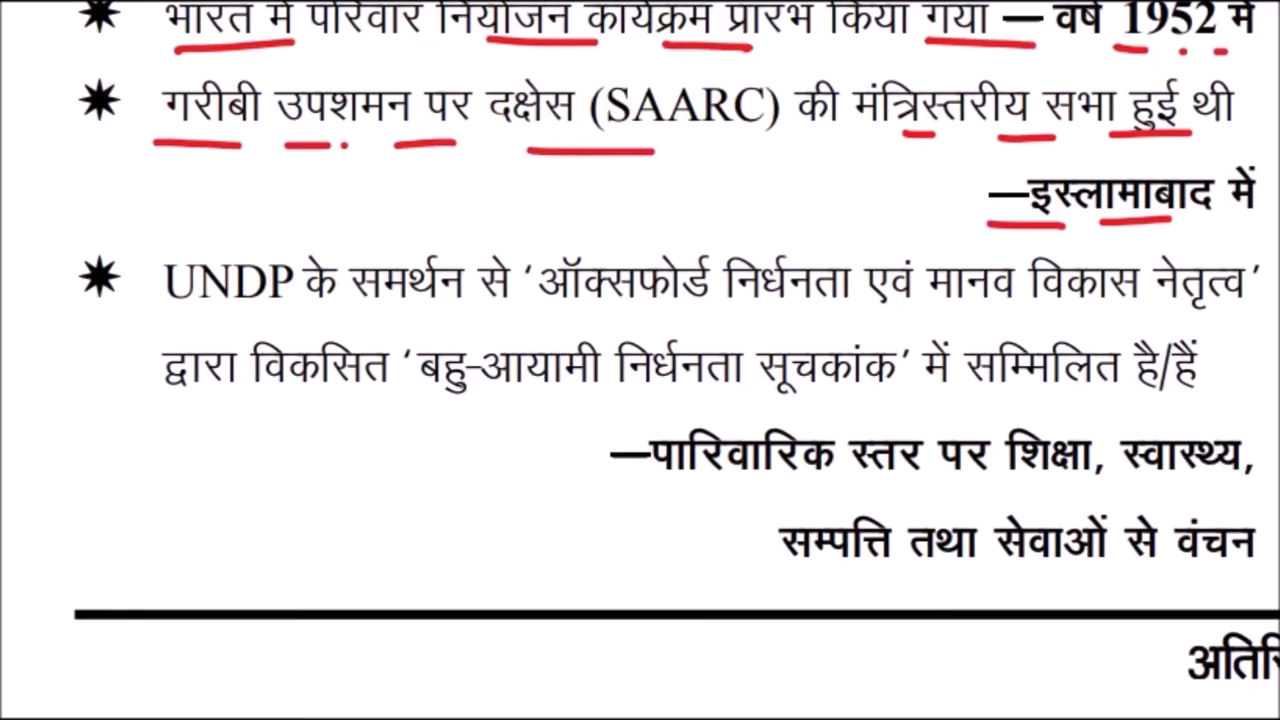 ✷ भारत में परिवार नियोजन कार्यक्रम प्रारंभ किया गया — वर्ष 1952 में
✷ गरीबी उपशमन पर दक्षेस (SAARC) की मंत्रिस्तरीय सभा हुई थी
—इस्लामाबाद में
✷ UNDP के समर्थन से ‘ऑक्सफोर्ड निर्धनता एवं मानव विकास नेतृत्व’
द्वारा विकसित ‘बहु-आयामी निर्धनता सूचकांक’ में सम्मिलित है/हैं
—पारिवारिक स्तर पर शिक्षा, स्वास्थ्य,
सम्पत्ति तथा सेवाओं से वंचन